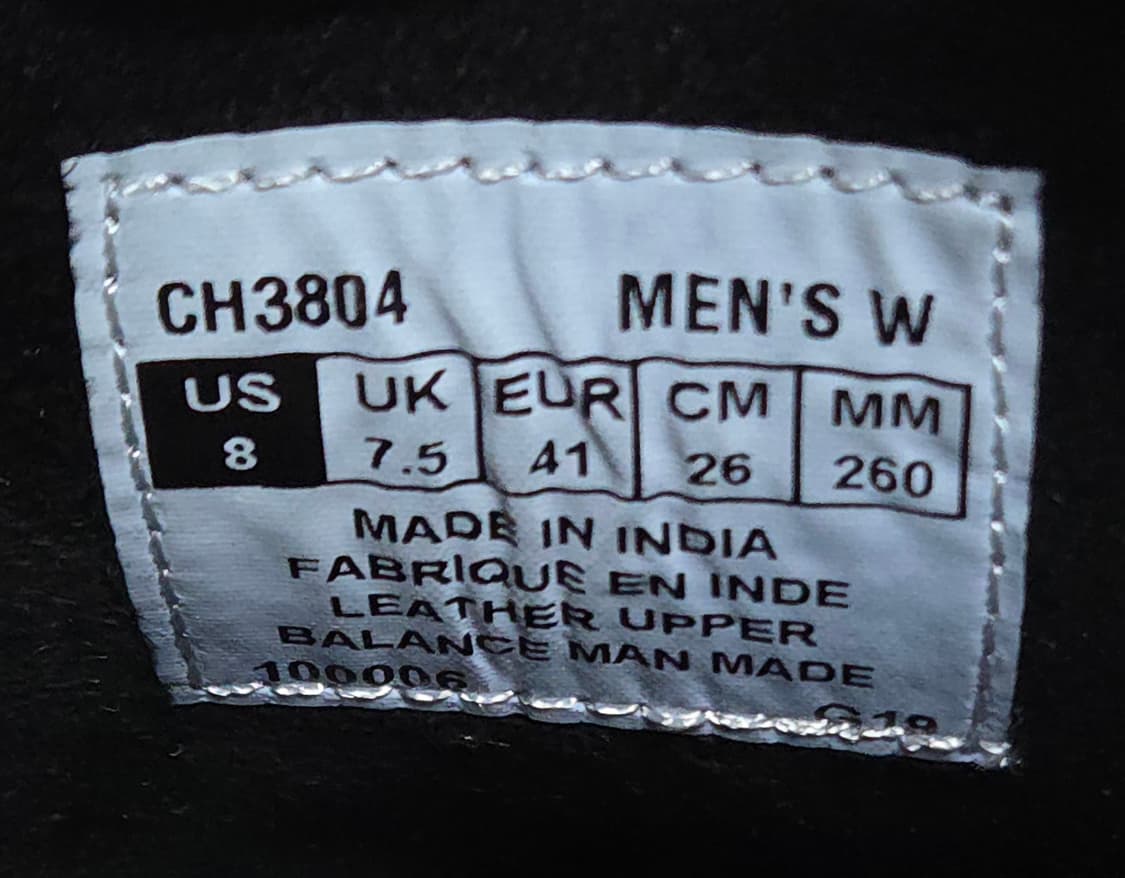 CH3804 MEN'S W
US UK EUR CM MM
8 7.5 41 26 260
MADE IN INDIA
FABRIQUE EN INDE
LEATHER UPPER
BALANCE MAN MADE
100006